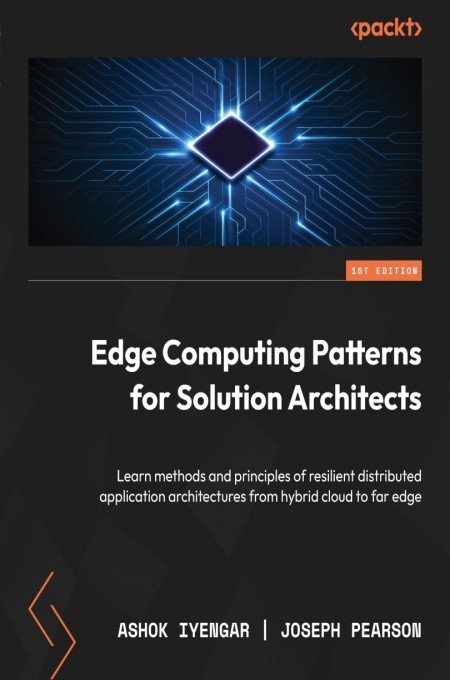 <packt>
1ST EDITION
Edge Computing Patterns
for Solution Architects
Learn methods and principles of resilient distributed
application architectures from hybrid cloud to far edge
ASHOK IYENGAR | JOSEPH PEARSON